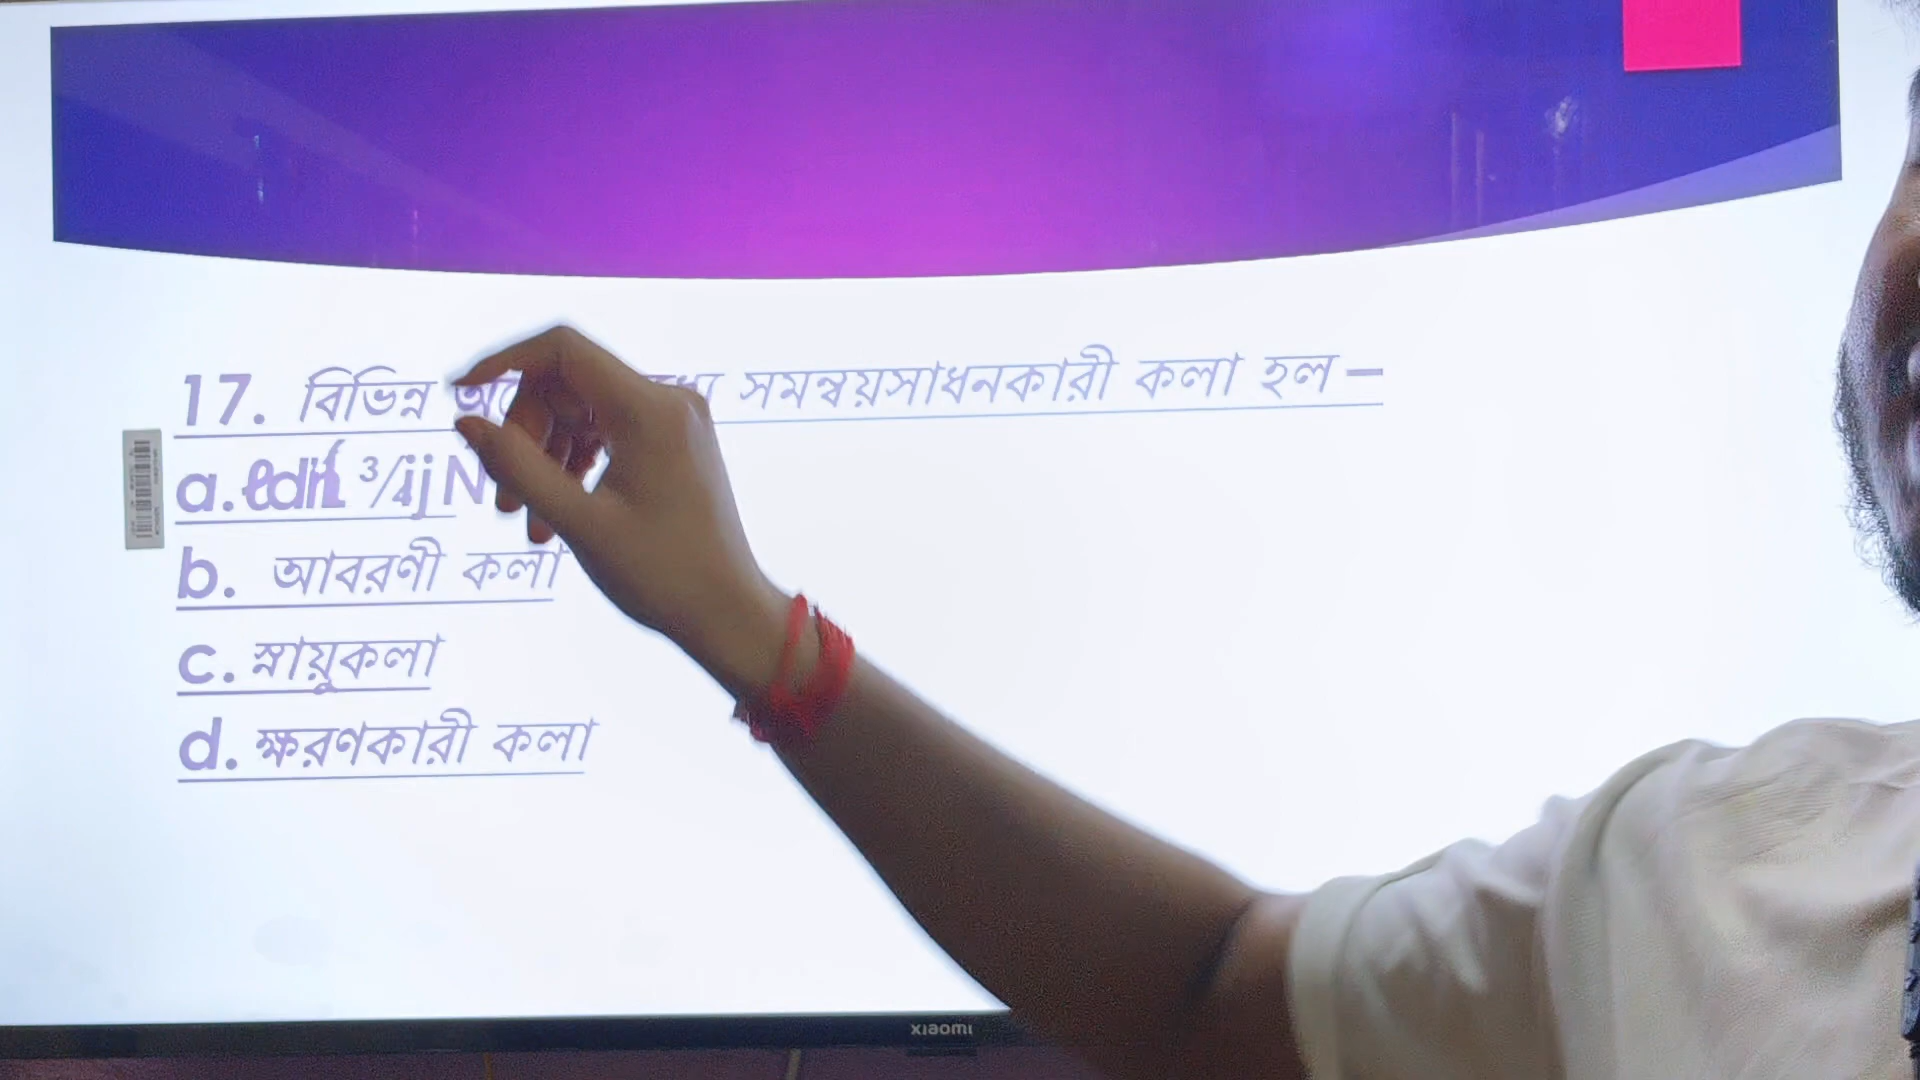 17. বিভিন্ন সমন্বয়সাধনকারী কলা হল –
a.
b. আবরণী কলা
c. স্নায়ুকলা
d. ক্ষরণকারী কলা
xiaomi